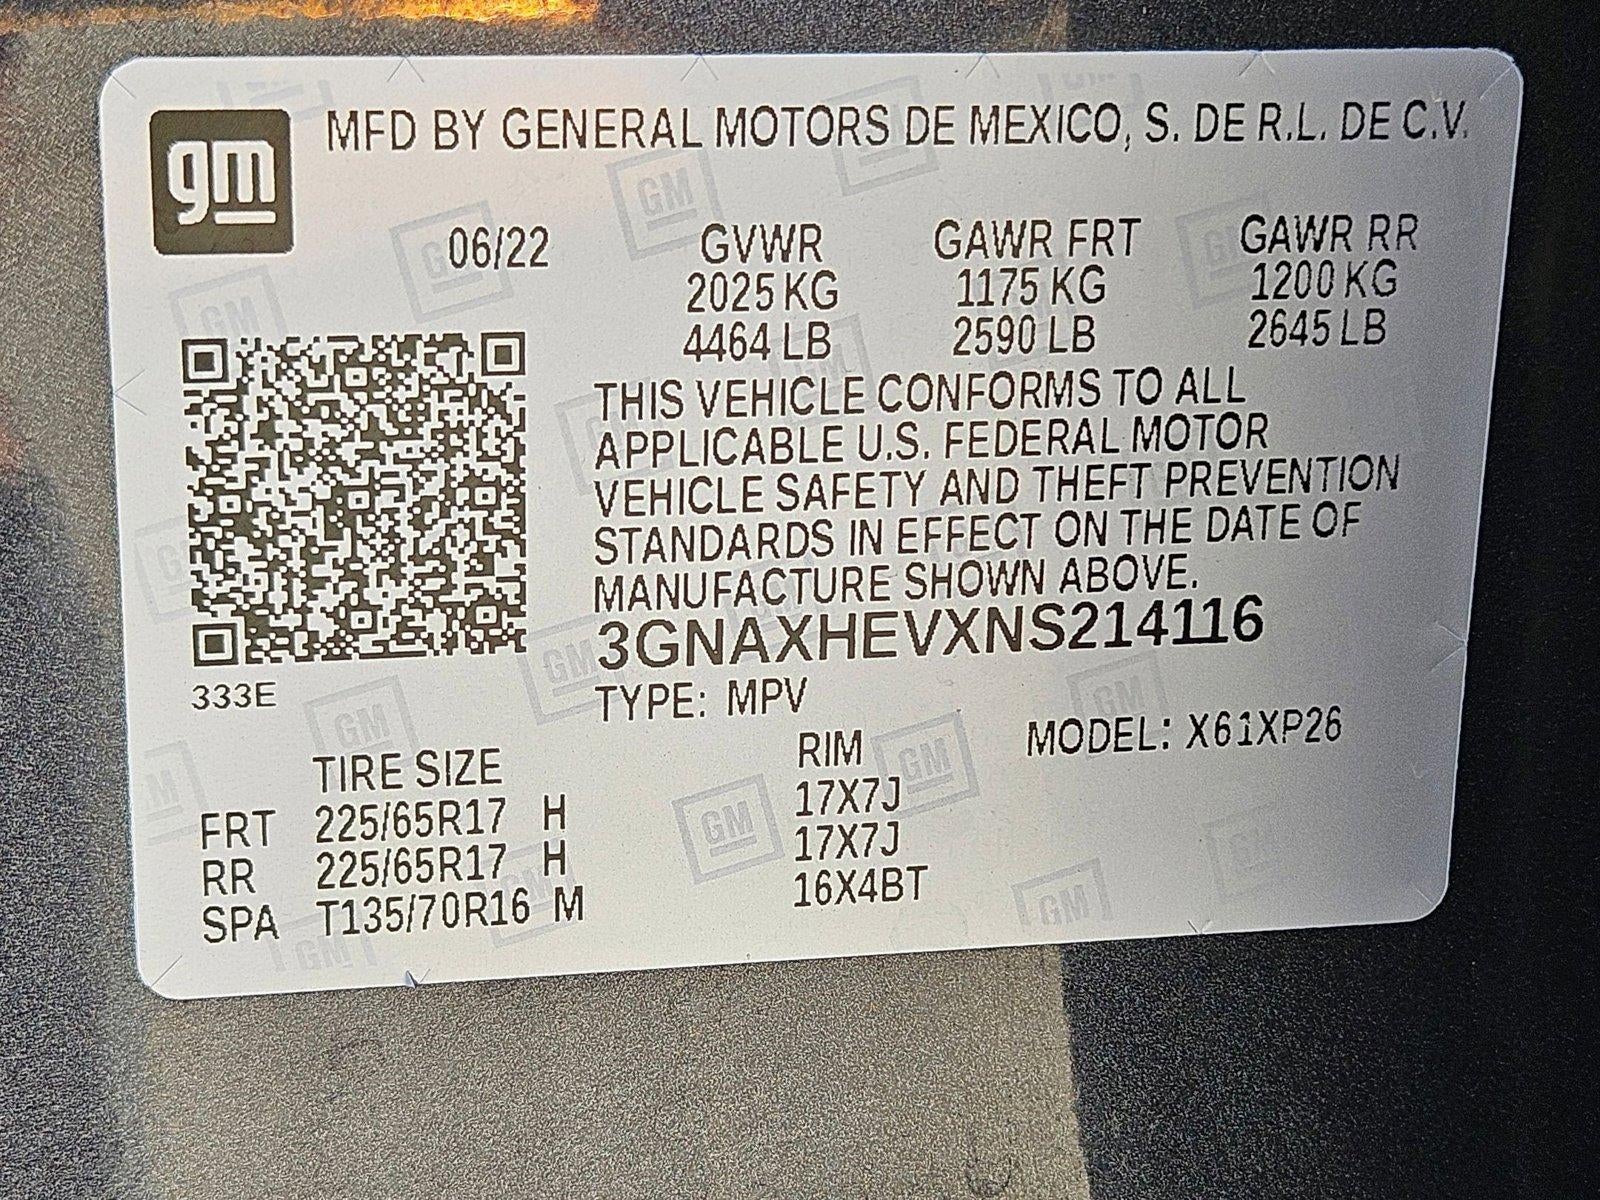 gm
MFD BY GENERAL MOTORS DE MEXICO, S. DE R.L. DE C.V.
06/22 GVWR GAWR FRT GAWR RR
2025 KG 1175 KG 1200 KG
4464 LB 2590 LB 2645 LB
THIS VEHICLE CONFORMS TO ALL
APPLICABLE U.S. FEDERAL MOTOR
VEHICLE SAFETY AND THEFT PREVENTION
STANDARDS IN EFFECT ON THE DATE OF
MANUFACTURE SHOWN ABOVE.
3GNAXHEVXNS214116
333E
TYPE: MPV
MODEL: X61XP26
TIRE SIZE RIM
FRT 225/65R17 H 17X7J
RR 225/65R17 H 17X7J
SPA T135/70R16 M 16X4BT